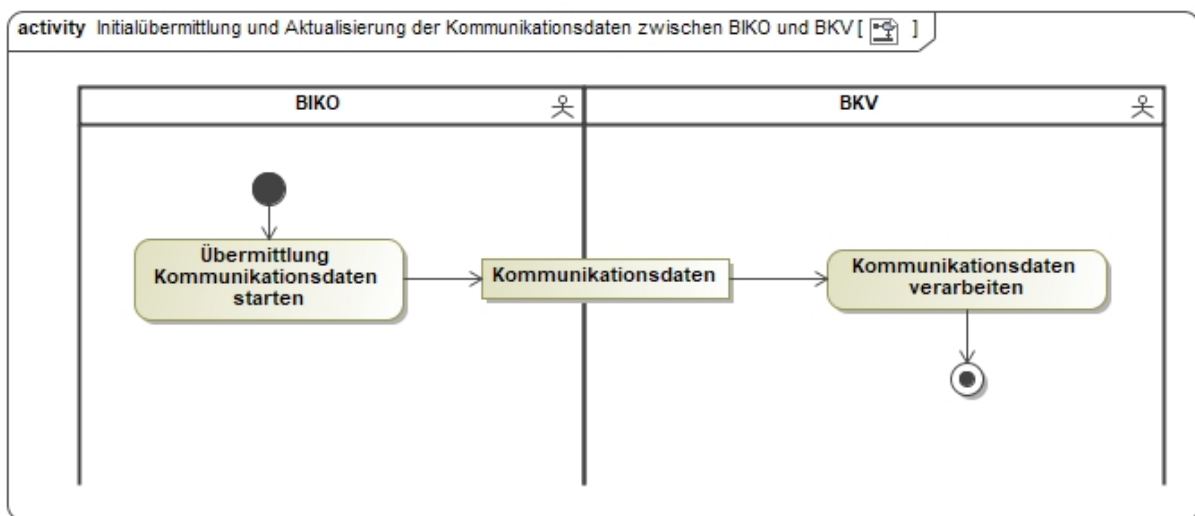 activity Initialübermittlung und Aktualisierung der Kommunikationsdaten zwischen BIKO und BKV [ ]
BIKO
BKV
Übermittlung
Kommunikationsdaten
starten
Kommunikationsdaten
Kommunikationsdaten
verarbeiten